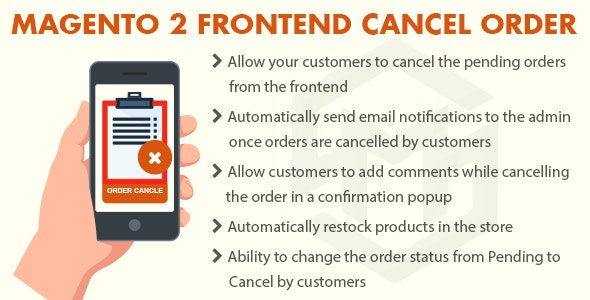 MAGENTO 2 FRONTEND CANCEL ORDER
Allow your customers to cancel the pending orders
from the frontend
Automatically send email notifications to the admin
once orders are cancelled by customers
Allow customers to add comments while cancelling
the order in a confirmation popup
Automatically restock products in the store
Ability to change the order status from Pending to
Cancel by customers
ORDER CANCLE